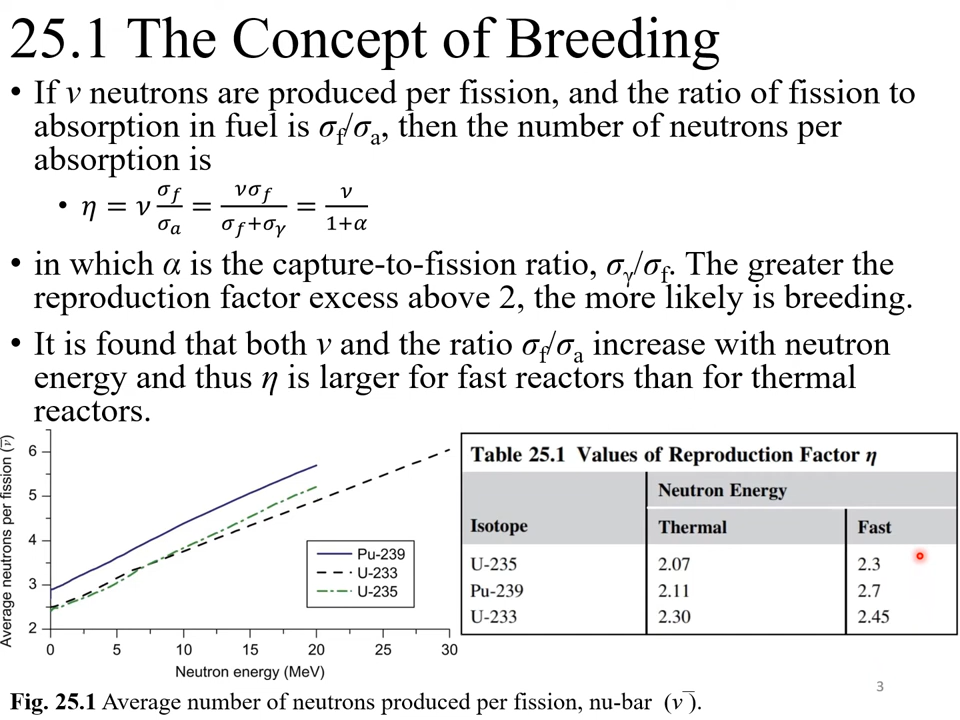 25.1 The Concept of Breeding
• If ν neutrons are produced per fission, and the ratio of fission to
absorption in fuel is σf/σa, then the number of neutrons per
absorption is
• η = ν σf/σa = νσf/(σf+σγ) = ν/(1+α)
• in which α is the capture-to-fission ratio, σγ/σf. The greater the
reproduction factor excess above 2, the more likely is breeding.
• It is found that both ν and the ratio σf/σa increase with neutron
energy and thus η is larger for fast reactors than for thermal
reactors.
Average neutrons per fission (ν̅)
6
5
4
3
2
0 5 10 15 20 25 30
Neutron energy (MeV)
Pu-239
U-233
U-235
Fig. 25.1 Average number of neutrons produced per fission, nu-bar (ν̅).
Table 25.1 Values of Reproduction Factor η
Neutron Energy
Isotope Thermal Fast
U-235 2.07 2.3
Pu-239 2.11 2.7
U-233 2.30 2.45
3